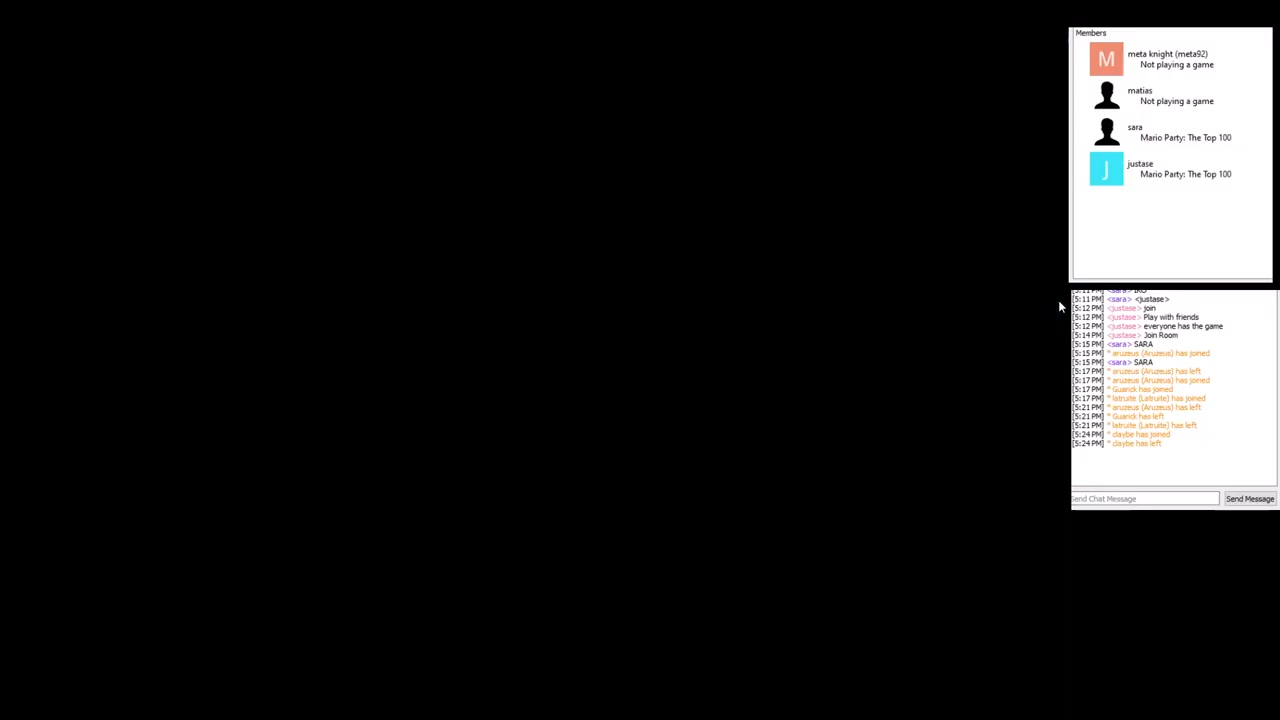 Members
M
meta knight (meta92)
Not playing a game
matias
Not playing a game
sara
Mario Party: The Top 100
J
justase
Mario Party: The Top 100
[5:11 PM] <sara> <justase>
[5:12 PM] <justase> join
[5:12 PM] <justase> Play with friends
[5:12 PM] <justase> everyone has the game
[5:14 PM] <justase> Join Room
[5:15 PM] <sara> SARA
[5:15 PM] * aruzeus (Aruzeus) has joined
[5:15 PM] <sara> SARA
[5:17 PM] * aruzeus (Aruzeus) has left
[5:17 PM] * aruzeus (Aruzeus) has joined
[5:17 PM] * Guarick has joined
[5:17 PM] * latruite (Latruite) has joined
[5:21 PM] * aruzeus (Aruzeus) has left
[5:21 PM] * Guarick has left
[5:21 PM] * latruite (Latruite) has left
[5:24 PM] * claybe has joined
[5:24 PM] * claybe has left
Send Chat Message
Send Message